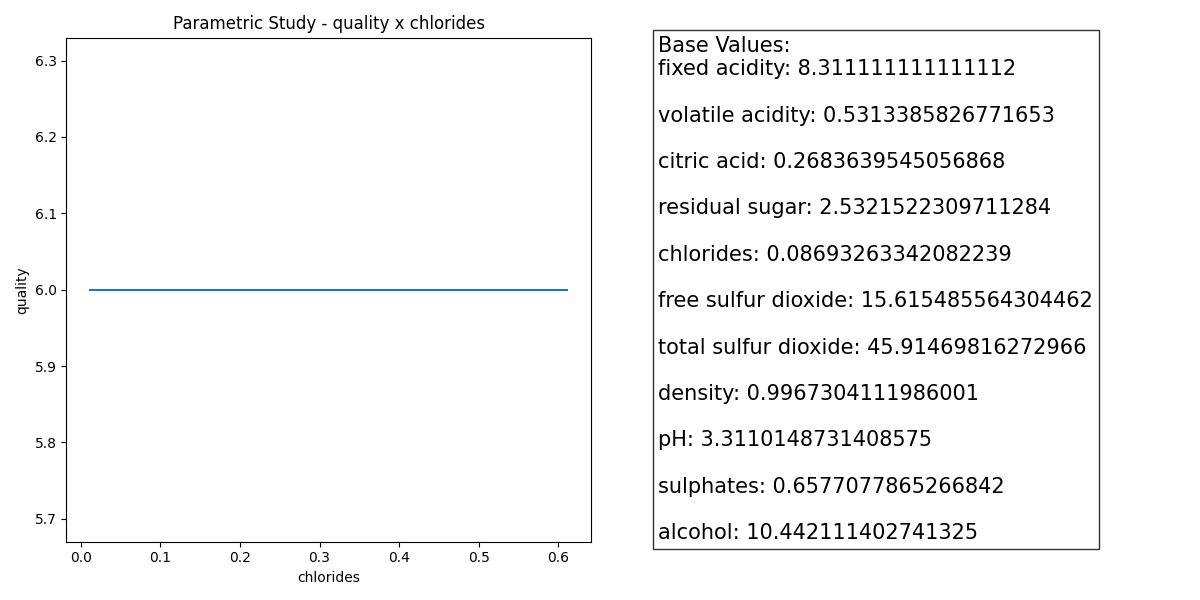 Parametric Study - quality x chlorides
6.3
6.2
6.1
6.0
5.9
5.8
5.7
quality
0.0 0.1 0.2 0.3 0.4 0.5 0.6
chlorides
Base Values:
fixed acidity: 8.311111111111112
volatile acidity: 0.5313385826771653
citric acid: 0.2683639545056868
residual sugar: 2.5321522309711284
chlorides: 0.08693263342082239
free sulfur dioxide: 15.615485564304462
total sulfur dioxide: 45.91469816272966
density: 0.9967304111986001
pH: 3.3110148731408575
sulphates: 0.6577077865266842
alcohol: 10.442111402741325